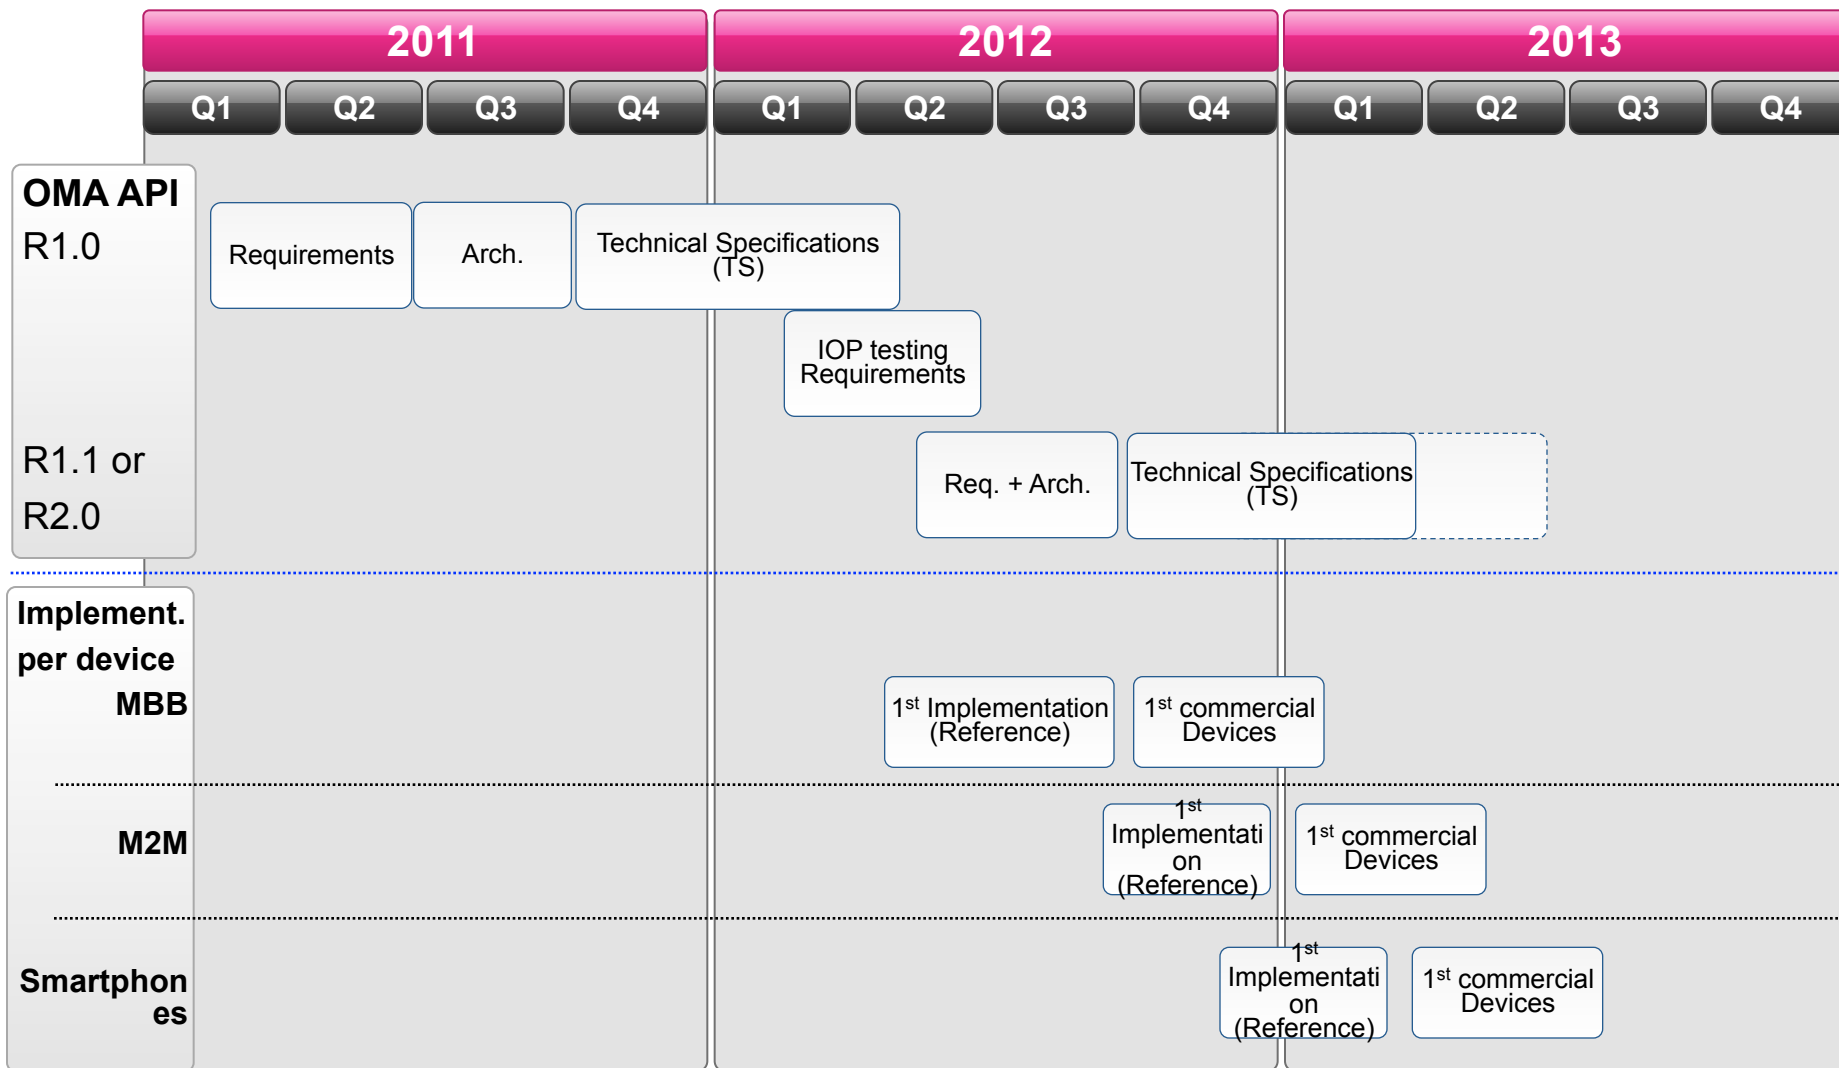 2011
2012
2013
Q1
Q2
Q3
Q4
Q1
Q2
Q3
Q4
Q1
Q2
Q3
Q4
OMA API
R1.0
Requirements
Arch.
Technical Specifications
(TS)
IOP testing
Requirements
R1.1 or
R2.0
Req. + Arch.
Technical Specifications
(TS)
Implement.
per device
MBB
1st Implementation
(Reference)
1st commercial
Devices
M2M
1st
Implementati
on
(Reference)
1st commercial
Devices
Smartphon
es
1st
Implementati
on
(Reference)
1st commercial
Devices